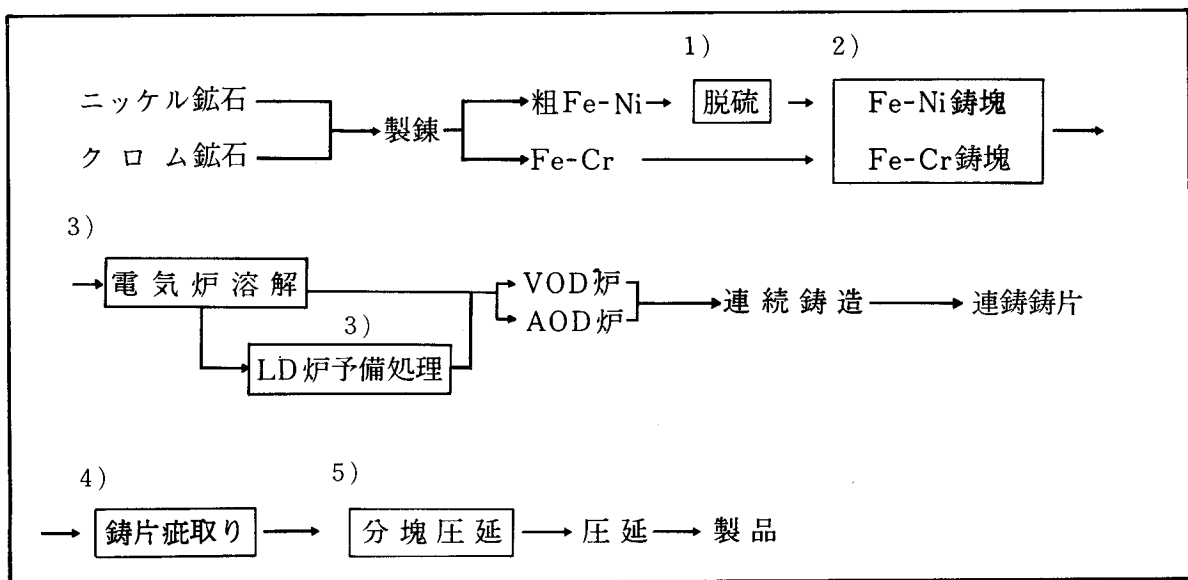 1) 2)
ニッケル鉱石 粗Fe-Ni 脱硫 Fe-Ni鋳塊
製錬
クロム鉱石 Fe-Cr Fe-Cr鋳塊
3)
電気炉溶解 VOD炉 連続鋳造 連鋳鋳片
AOD炉
3)
LD炉予備処理
4) 5)
鋳片疵取り 分塊圧延 圧延 製品